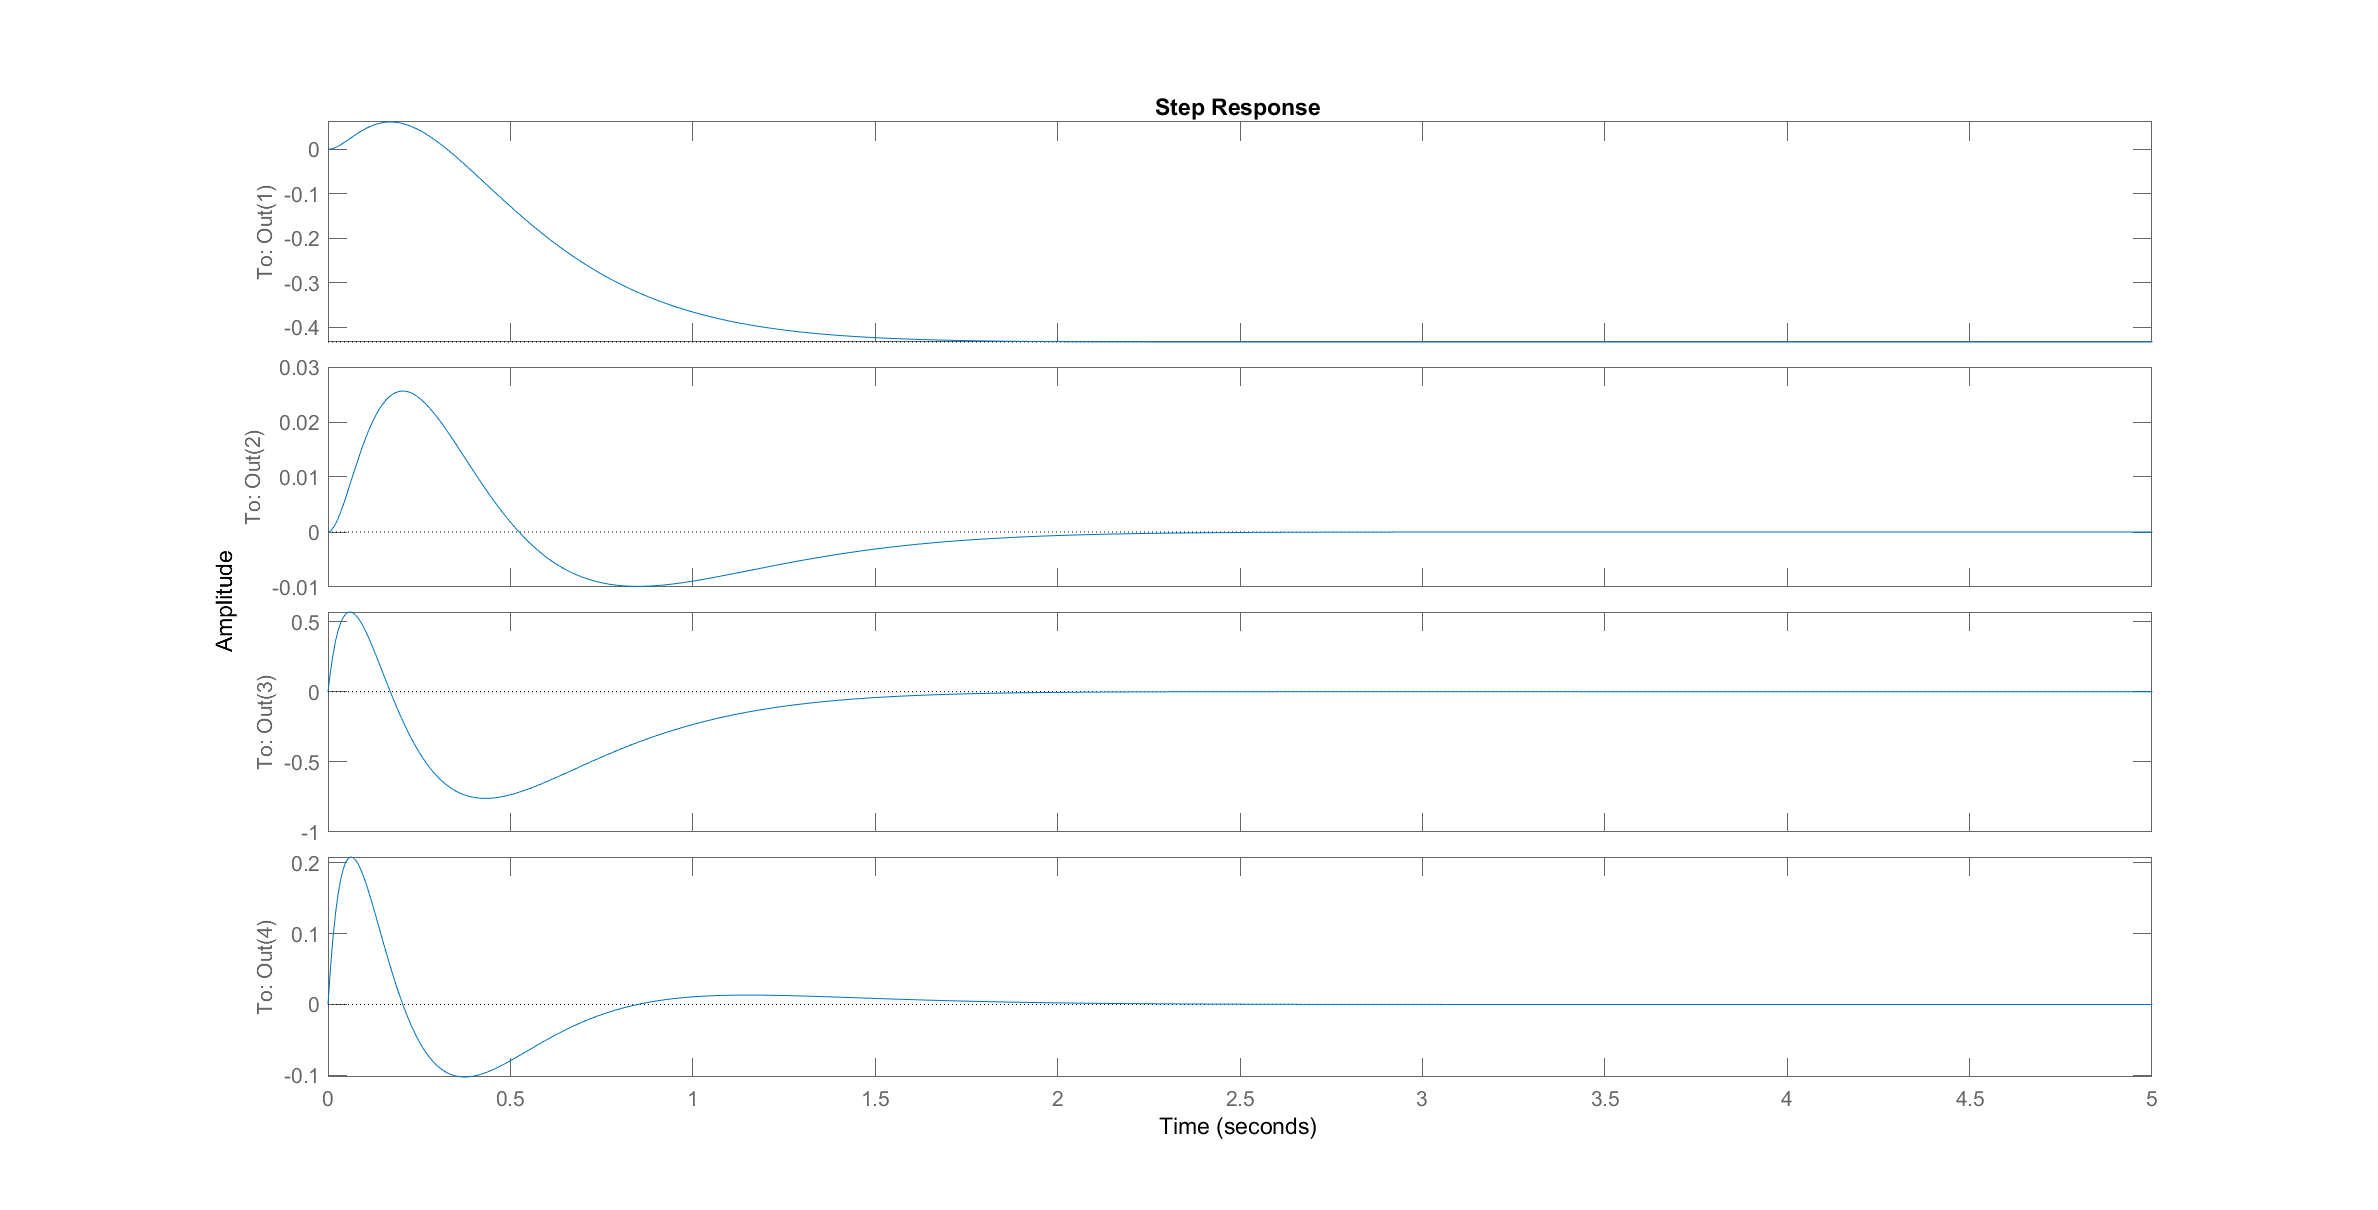 Step Response
To: Out(1)
0
-0.1
-0.2
-0.3
-0.4
To: Out(2)
0.03
0.02
0.01
0
-0.01
Amplitude
To: Out(3)
0.5
0
-0.5
-1
To: Out(4)
0.2
0.1
0
-0.1
0 0.5 1 1.5 2 2.5 3 3.5 4 4.5 5
Time (seconds)